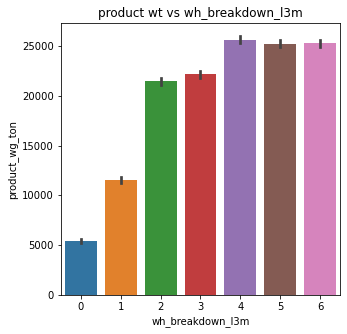 product wt vs wh_breakdown_l3m
25000
20000
15000
10000
5000
0
product_wg_ton
0 1 2 3 4 5 6
wh_breakdown_l3m